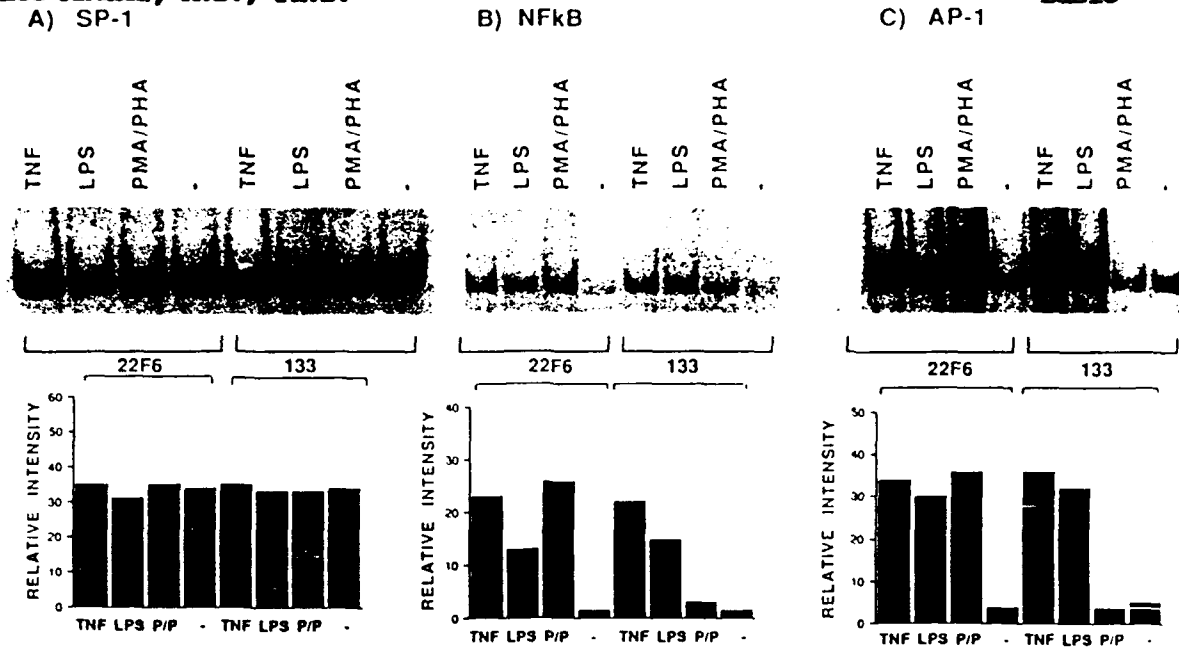 A) SP-1
TNF
LPS
PMA/PHA
-
TNF
LPS
PMA/PHA
-
22F6
133
22F6
133
RELATIVE INTENSITY
60
50
40
30
20
10
0
TNF LPS P/P - TNF LPS P/P -
B) NFkB
TNF
LPS
PMA/PHA
-
TNF
LPS
PMA/PHA
-
22F6
133
RELATIVE INTENSITY
40
30
20
10
0
TNF LPS P/P - TNF LPS P/P -
C) AP-1
TNF
LPS
PMA/PHA
-
TNF
LPS
PMA/PHA
-
22F6
133
RELATIVE INTENSITY
50
40
30
20
10
0
TNF LPS P/P - TNF LPS P/P -